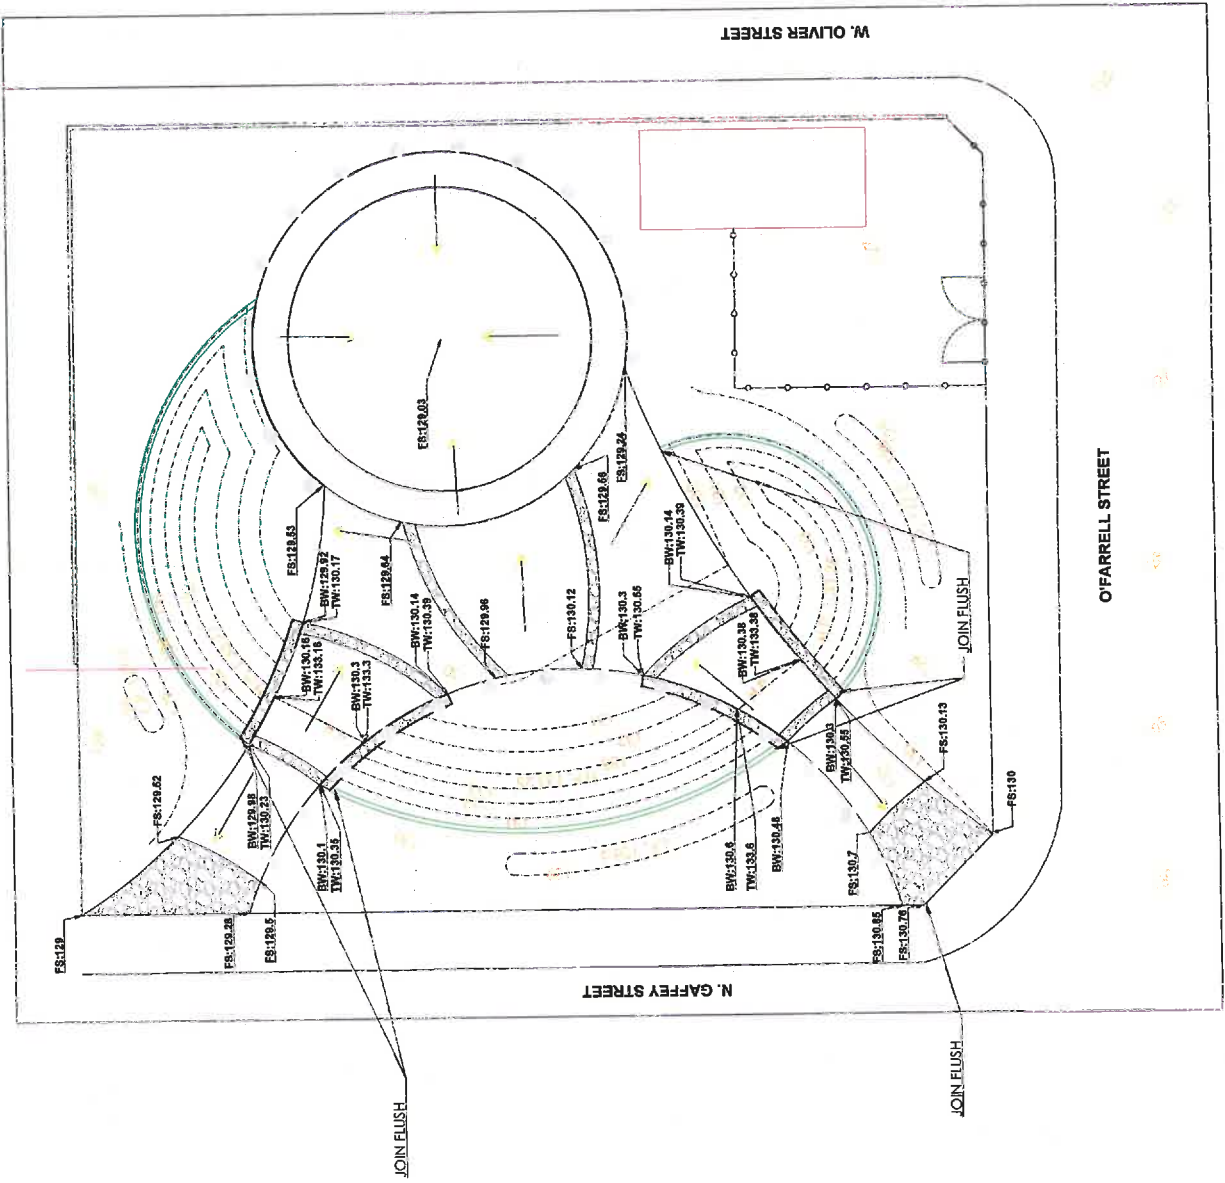 W. OLIVER STREET
FS:129.03
FS:129.53
FS:129.64
FS:129.66
FS:129.24
BW:129.92
TW:130.17
BW:130.14
TW:130.39
BW:130.14
TW:130.39
BW:130.16
TW:133.16
FS:129.96
FS:130.12
BW:130.3
TW:130.55
BW:130.3
TW:133.3
BW:130.38
TW:133.38
JOIN FLUSH
O'FARRELL STREET
FS:129.52
BW:129.98
TW:130.23
BW:130.1
TW:130.35
BW:130.6
TW:133.6
BW:130.48
BW:130.3
TW:130.55
FS:130.13
FS:130
FS:130.7
FS:129
FS:129.28
FS:129.5
FS:130.65
FS:130.76
N. GAFFEY STREET
JOIN FLUSH
JOIN FLUSH